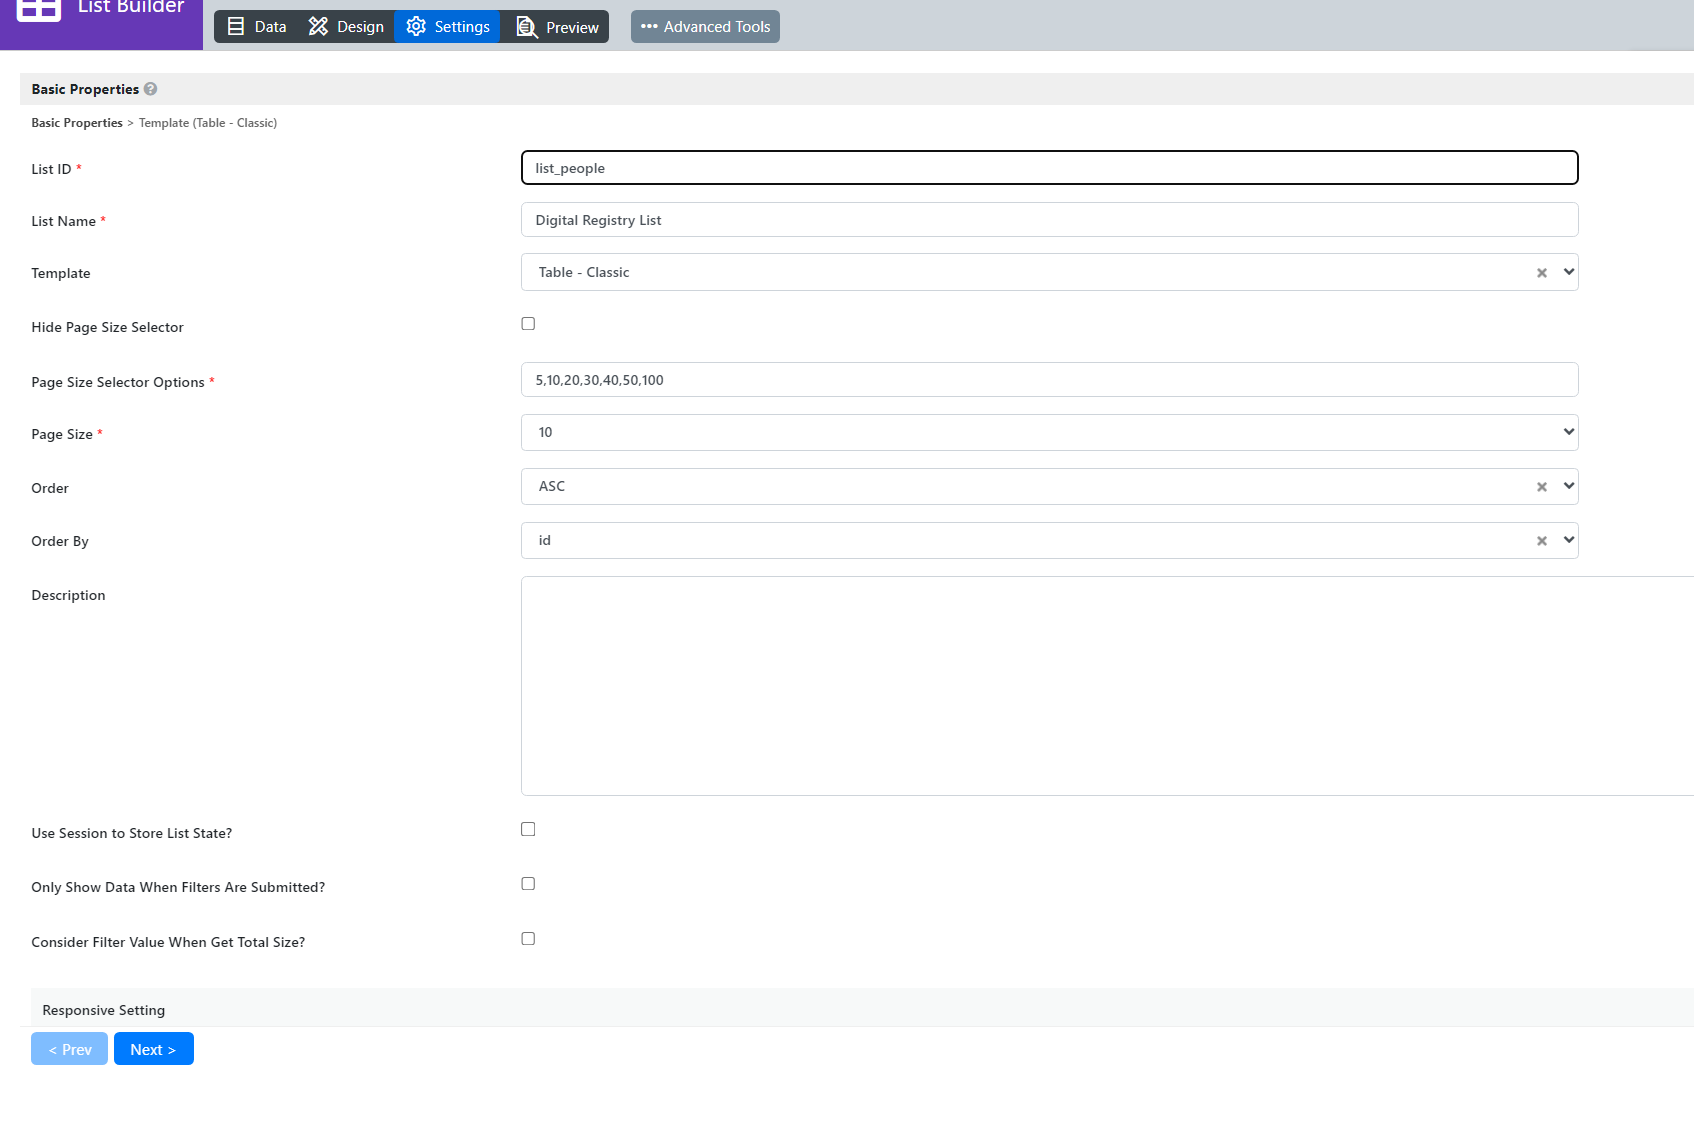 List Builder
Data Design Settings Preview ••• Advanced Tools
Basic Properties ?
Basic Properties > Template (Table - Classic)
List ID * list_people
List Name * Digital Registry List
Template Table - Classic
Hide Page Size Selector
Page Size Selector Options * 5,10,20,30,40,50,100
Page Size * 10
Order ASC
Order By id
Description
Use Session to Store List State?
Only Show Data When Filters Are Submitted?
Consider Filter Value When Get Total Size?
Responsive Setting
< Prev Next >